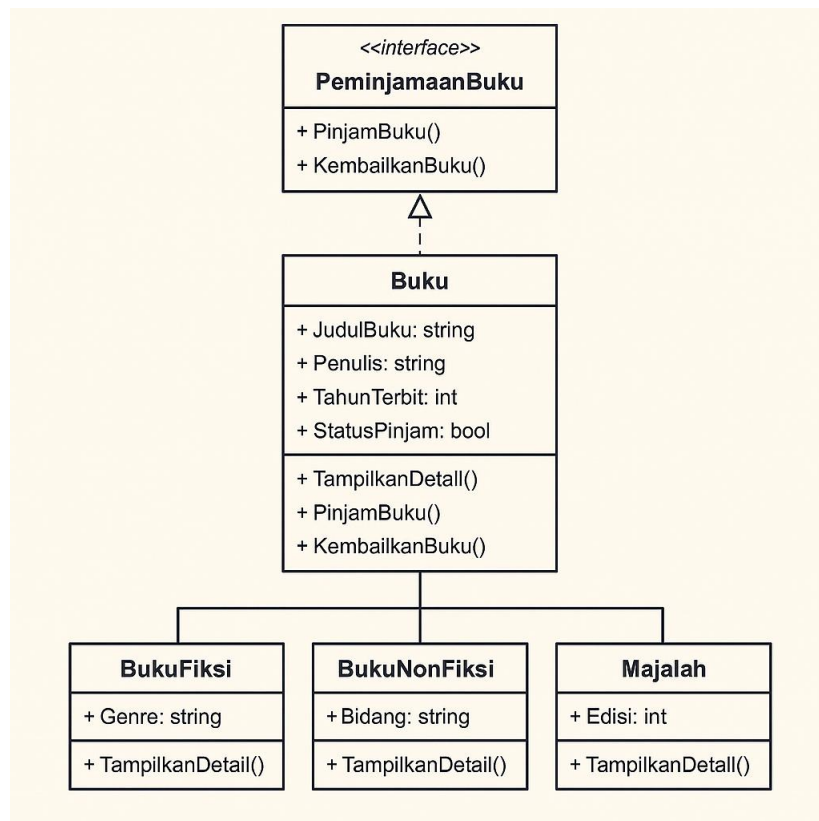 <<interface>>
PeminjamaanBuku
+ PinjamBuku()
+ KembailkanBuku()
Buku
+ JudulBuku: string
+ Penulis: string
+ TahunTerbit: int
+ StatusPinjam: bool
+ TampilkanDetall()
+ PinjamBuku()
+ KembailkanBuku()
BukuFiksi
+ Genre: string
+ TampilkanDetail()
BukuNonFiksi
+ Bidang: string
+ TampilkanDetail()
Majalah
+ Edisi: int
+ TampilkanDetall()